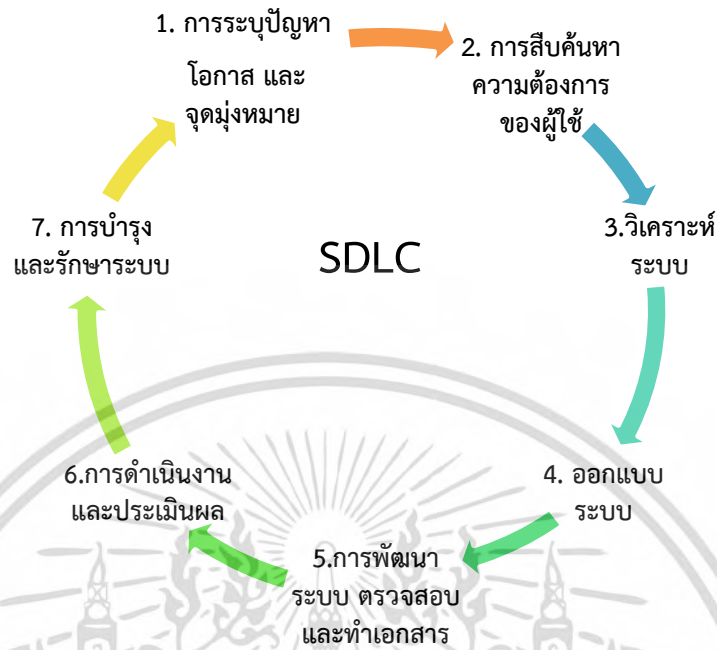 1. การระบุปัญหา
โอกาส และ
จุดมุ่งหมาย
2. การสืบค้นหา
ความต้องการ
ของผู้ใช้
3.วิเคราะห์
ระบบ
4. ออกแบบ
ระบบ
5.การพัฒนา
ระบบ ตรวจสอบ
และทำเอกสาร
6.การดำเนินงาน
และประเมินผล
7. การบำรุง
และรักษาระบบ
SDLC